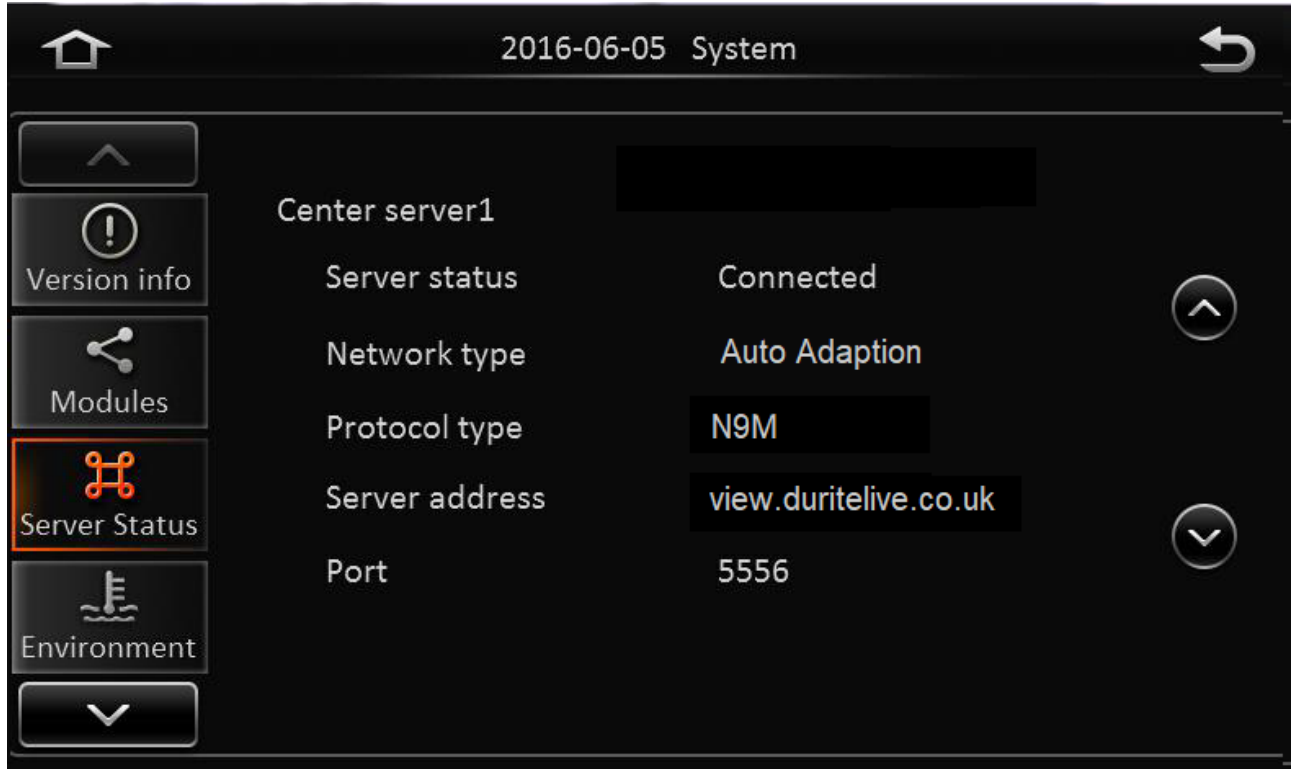 2016-06-05 System
Version info
Modules
Server Status
Environment
Center server1
Server status Connected
Network type Auto Adaption
Protocol type N9M
Server address view.duritelive.co.uk
Port 5556